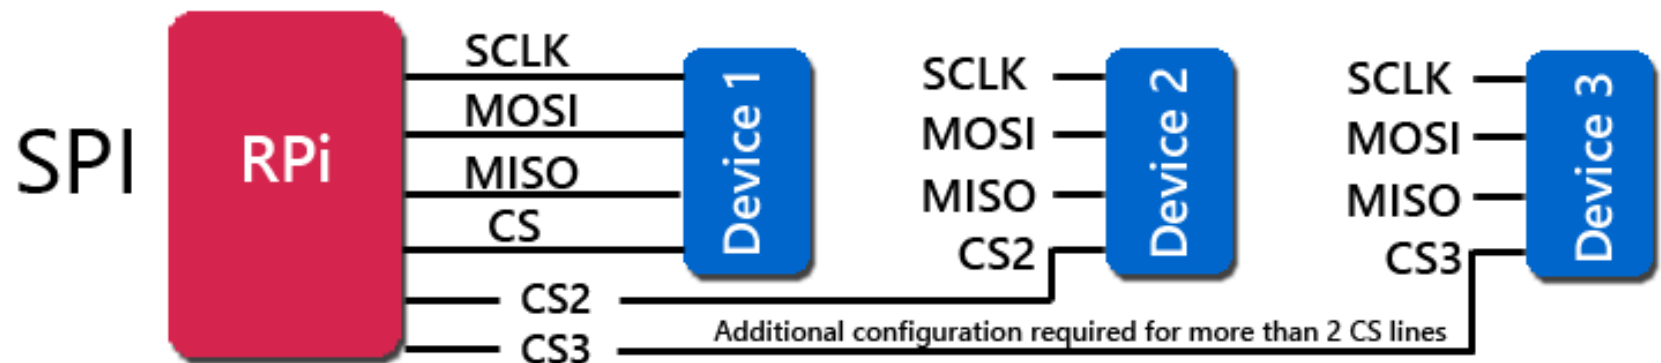 SPI
RPi
SCLK
MOSI
MISO
CS
CS2
CS3
Device 1
SCLK
MOSI
MISO
CS2
Device 2
SCLK
MOSI
MISO
CS3
Device 3
Additional configuration required for more than 2 CS lines